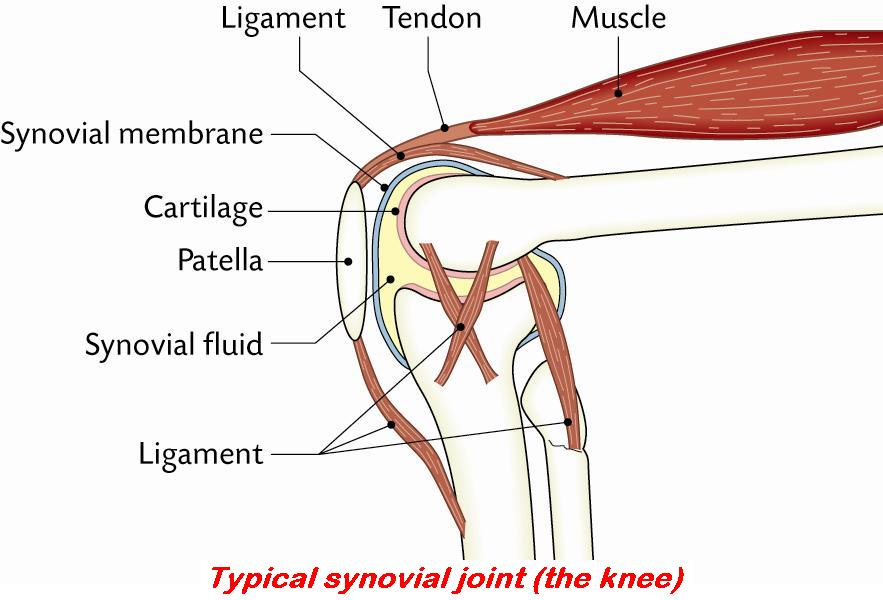 Ligament
Tendon
Muscle
Synovial membrane
Cartilage
Patella
Synovial fluid
Ligament
Typical synovial joint (the knee)